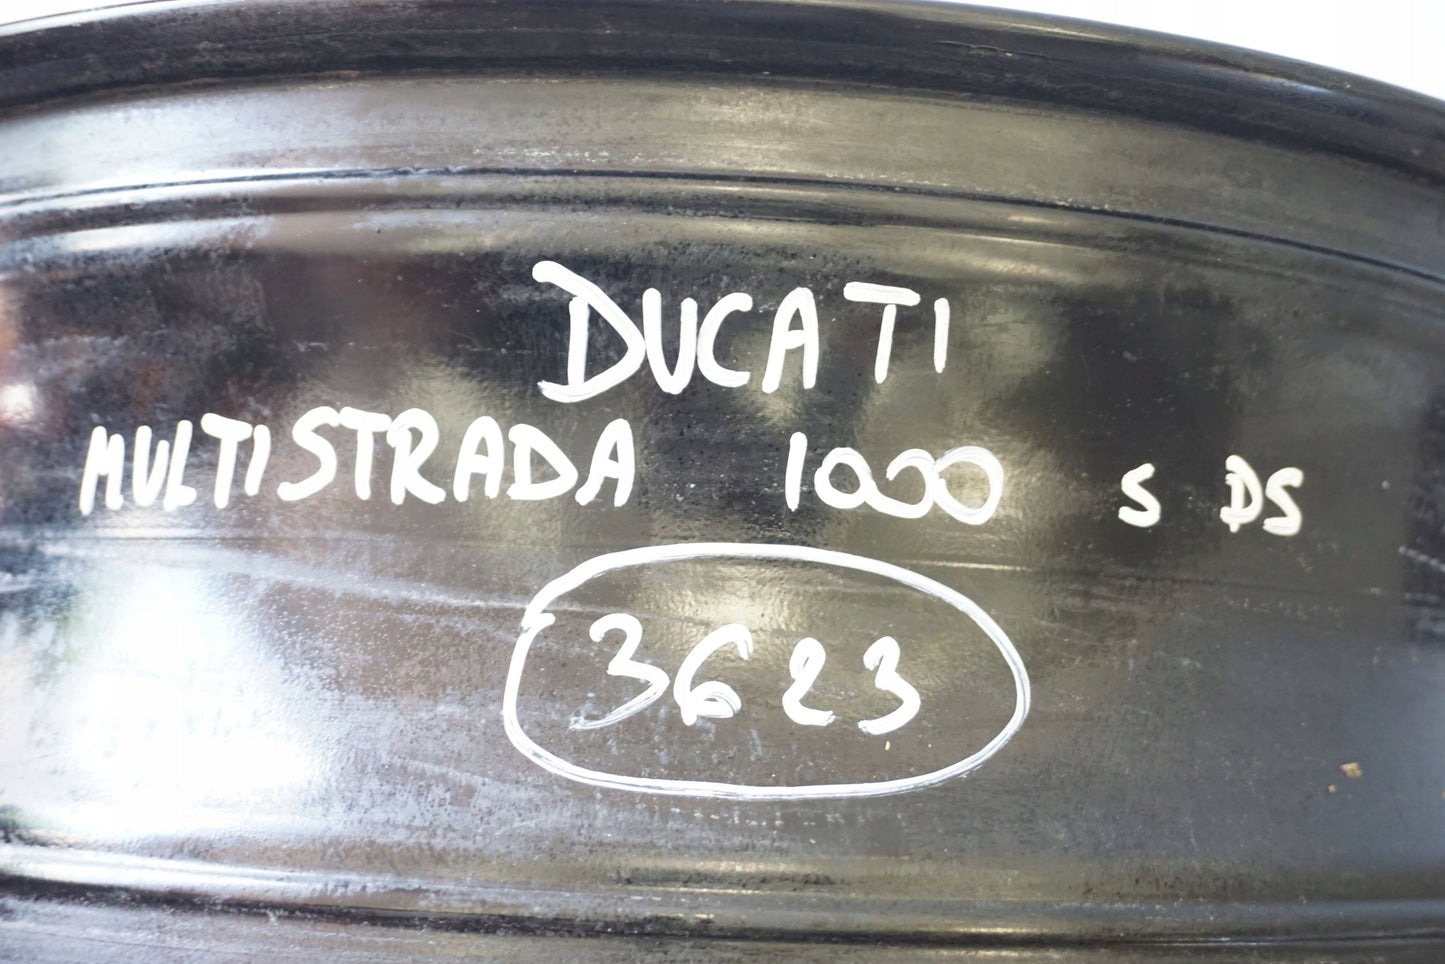 DUCATI
MULTISTRADA 1000 S DS
3623